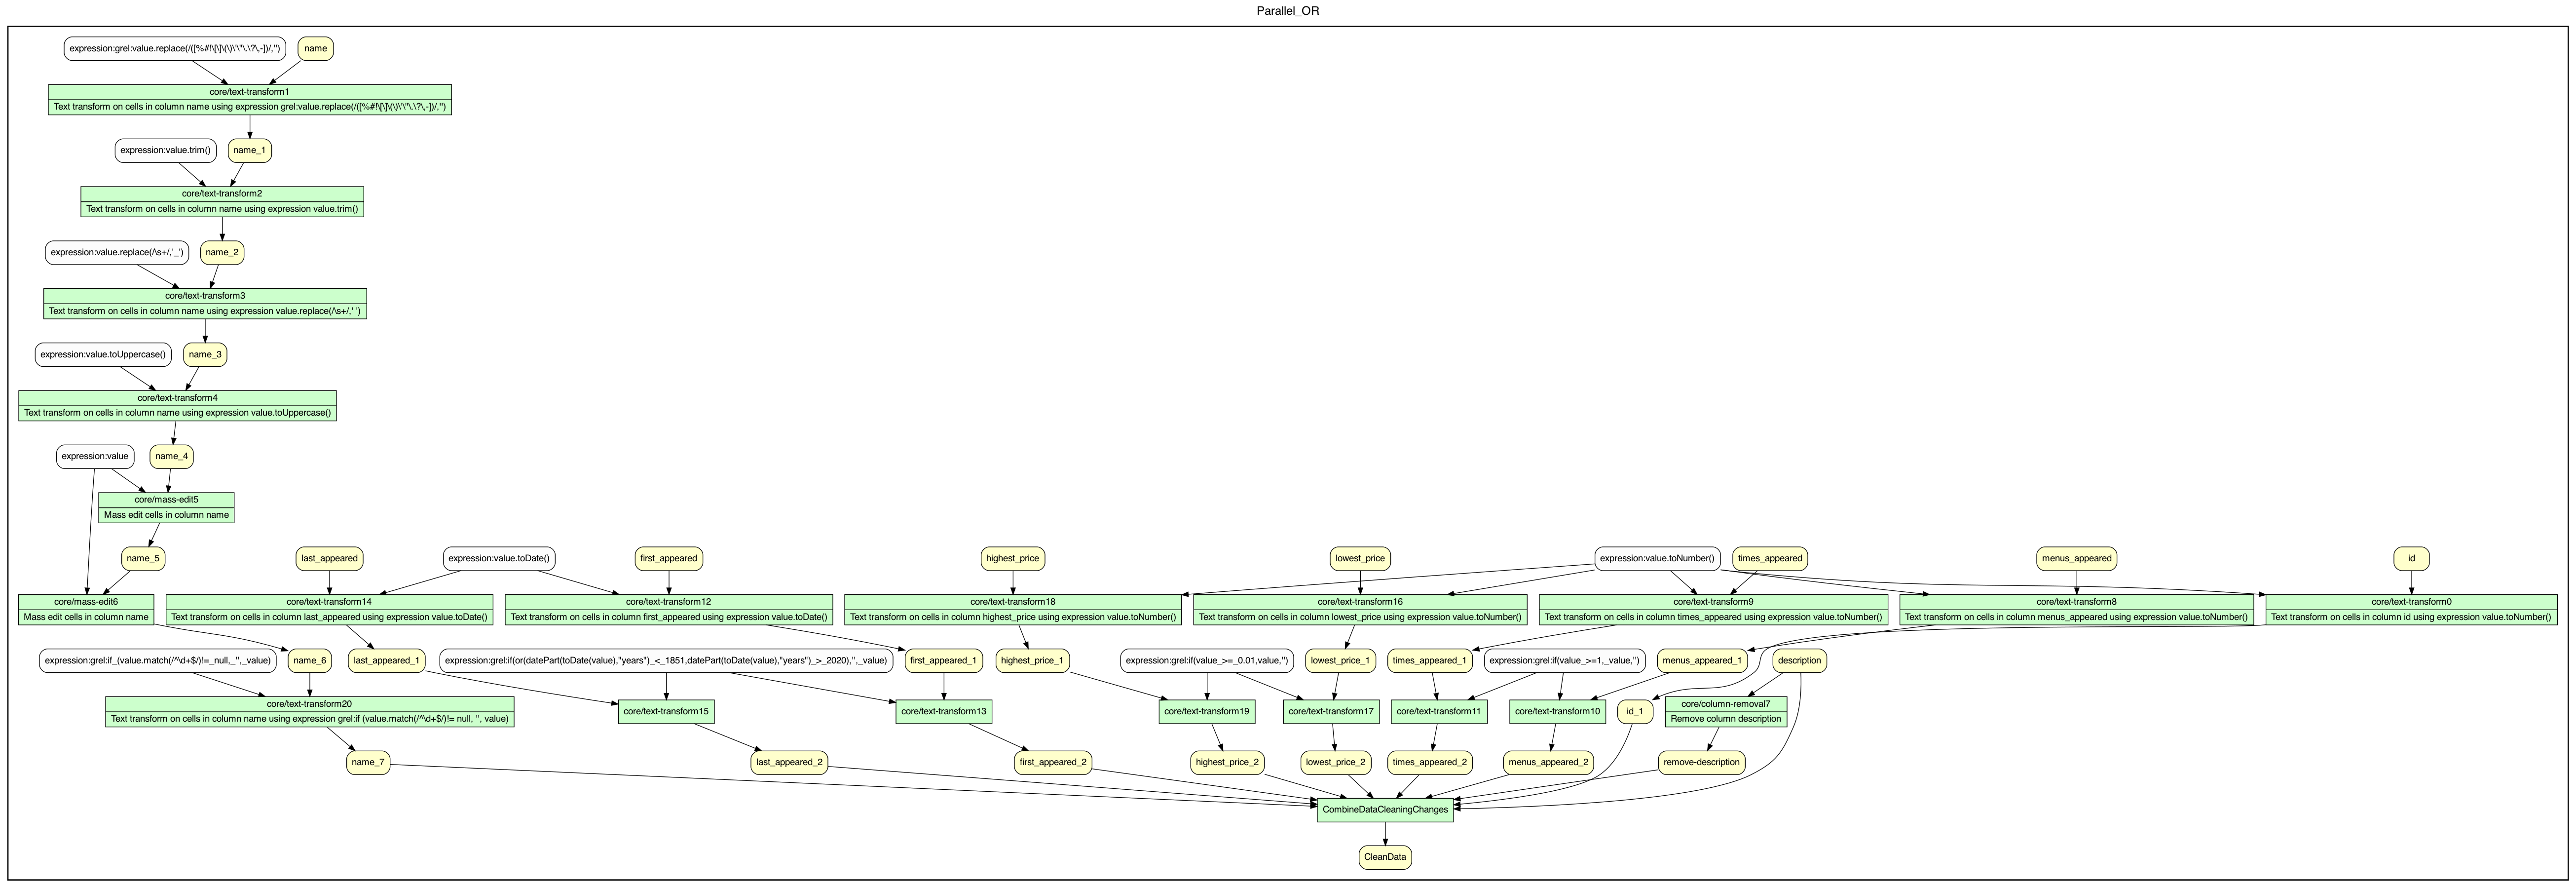 Parallel_OR
expression:grel:value.replace(/([%#!\[\]\(\)\'\"\.\?\,-])/,'')
name
core/text-transform1
Text transform on cells in column name using expression grel:value.replace(/([%#!\[\]\(\)\'\"\.\?\,-])/,'')
expression:value.trim()
name_1
core/text-transform2
Text transform on cells in column name using expression value.trim()
expression:value.replace(/\s+/,'_')
name_2
core/text-transform3
Text transform on cells in column name using expression value.replace(/\s+/,' ')
expression:value.toUppercase()
name_3
core/text-transform4
Text transform on cells in column name using expression value.toUppercase()
expression:value
name_4
core/mass-edit5
Mass edit cells in column name
name_5
last_appeared
expression:value.toDate()
first_appeared
highest_price
lowest_price
expression:value.toNumber()
times_appeared
menus_appeared
id
core/mass-edit6
Mass edit cells in column name
core/text-transform14
Text transform on cells in column last_appeared using expression value.toDate()
core/text-transform12
Text transform on cells in column first_appeared using expression value.toDate()
core/text-transform18
Text transform on cells in column highest_price using expression value.toNumber()
core/text-transform16
Text transform on cells in column lowest_price using expression value.toNumber()
core/text-transform9
Text transform on cells in column times_appeared using expression value.toNumber()
core/text-transform8
Text transform on cells in column menus_appeared using expression value.toNumber()
core/text-transform0
Text transform on cells in column id using expression value.toNumber()
expression:grel:if_(value.match(/^\d+$/)!=_null,_'',_value)
name_6
last_appeared_1
expression:grel:if(or(datePart(toDate(value),"years")_<_1851,datePart(toDate(value),"years")_>_2020),'',_value)
first_appeared_1
highest_price_1
expression:grel:if(value_>=_0.01,value,'')
lowest_price_1
times_appeared_1
expression:grel:if(value_>=1,_value,'')
menus_appeared_1
description
core/text-transform20
Text transform on cells in column name using expression grel:if (value.match(/^\d+$/)!= null, '', value)
core/text-transform15
core/text-transform13
core/text-transform19
core/text-transform17
core/text-transform11
core/text-transform10
id_1
core/column-removal7
Remove column description
name_7
last_appeared_2
first_appeared_2
highest_price_2
lowest_price_2
times_appeared_2
menus_appeared_2
remove-description
CombineDataCleaningChanges
CleanData